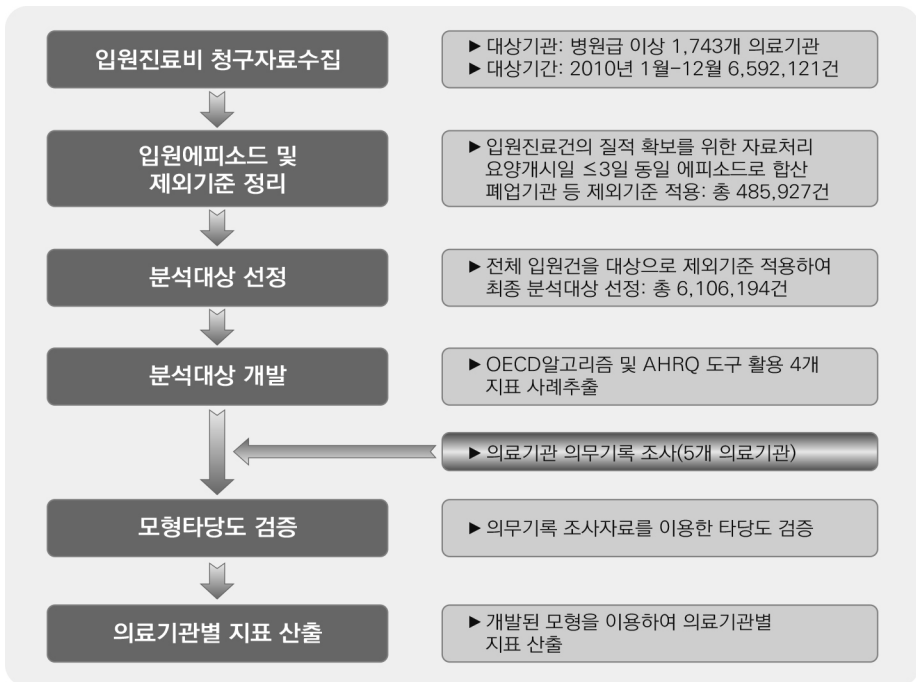 입원진료비 청구자료수집
▶ 대상기관: 병원급 이상 1,743개 의료기관
▶ 대상기간: 2010년 1월-12월 6,592,121건
입원에피소드 및
제외기준 정리
▶ 입원진료건의 질적 확보를 위한 자료처리
요양개시일 ≤3일 동일 에피소드로 합산
폐업기관 등 제외기준 적용: 총 485,927건
분석대상 선정
▶ 전체 입원건을 대상으로 제외기준 적용하여
최종 분석대상 선정: 총 6,106,194건
분석대상 개발
▶ OECD알고리즘 및 AHRQ 도구 활용 4개
지표 사례추출
▶ 의료기관 의무기록 조사(5개 의료기관)
모형타당도 검증
▶ 의무기록 조사자료를 이용한 타당도 검증
의료기관별 지표 산출
▶ 개발된 모형을 이용하여 의료기관별
지표 산출